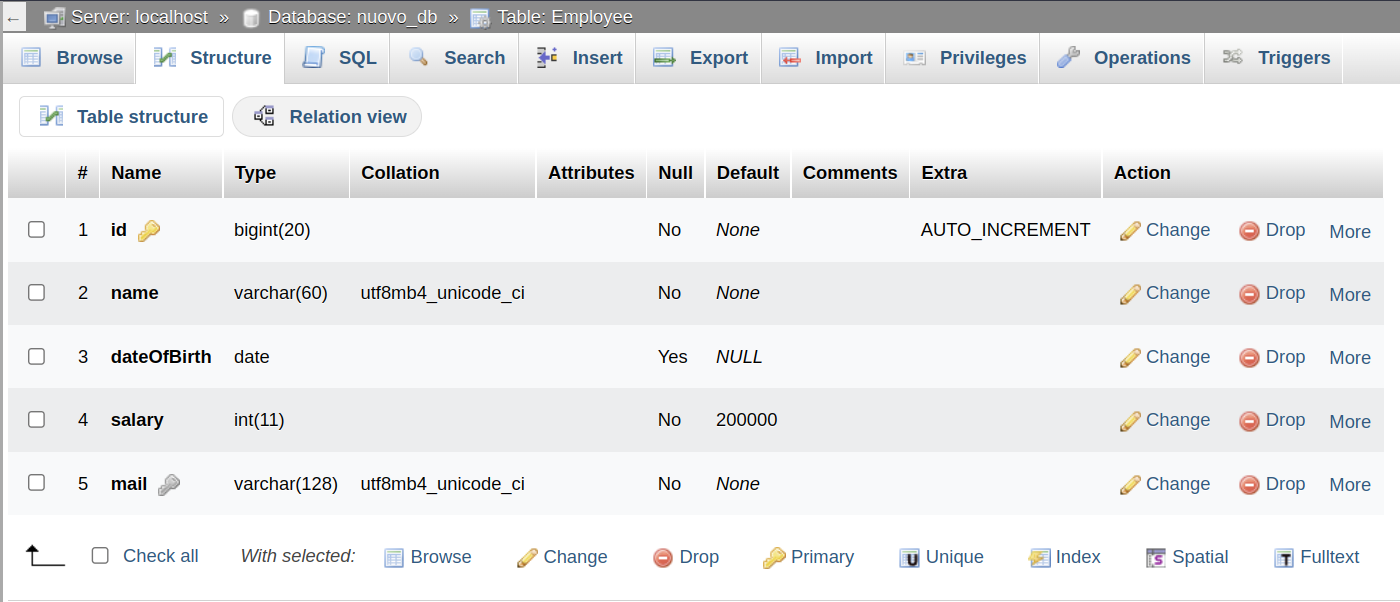 ← Server: localhost » Database: nuovo_db » Table: Employee
Browse Structure SQL Search Insert Export Import Privileges Operations Triggers
Table structure Relation view
# Name Type Collation Attributes Null Default Comments Extra Action
1 id bigint(20) No None AUTO_INCREMENT Change Drop More
2 name varchar(60) utf8mb4_unicode_ci No None Change Drop More
3 dateOfBirth date Yes NULL Change Drop More
4 salary int(11) No 200000 Change Drop More
5 mail varchar(128) utf8mb4_unicode_ci No None Change Drop More
Check all With selected: Browse Change Drop Primary Unique Index Spatial Fulltext